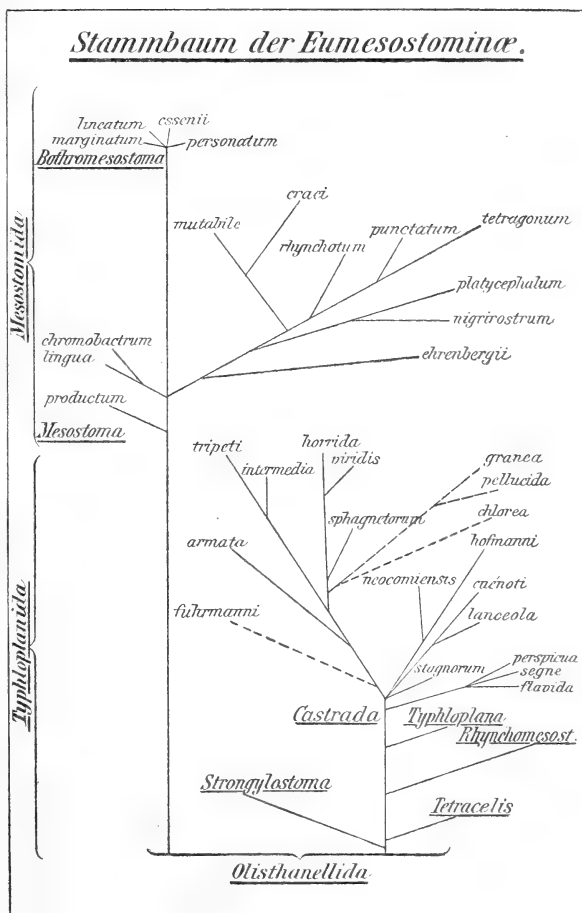 Stammbaum der Eumesostominæ.
essenii
lineatum
marginatum
personatum
Bothromesostoma
craci
mutabile
tetragonum
punctatum
rhynchotum
platycephalum
nigrirostrum
Mesostomida
chromobactrum
lingua
ehrenbergii
productum
Mesostoma
horrida
tripeti
viridis
intermedia
granea
pellucida
sphagnetorum
chlorea
armata
hofmanni
neocomiensis
cuénoti
fuhrmanni
lanceola
stagnorum
perspicua
segne
flavida
Typhloplanida
Castrada
Typhloplana
Rhynchomesost.
Strongylostoma
Tetracelis
Olisthanellida